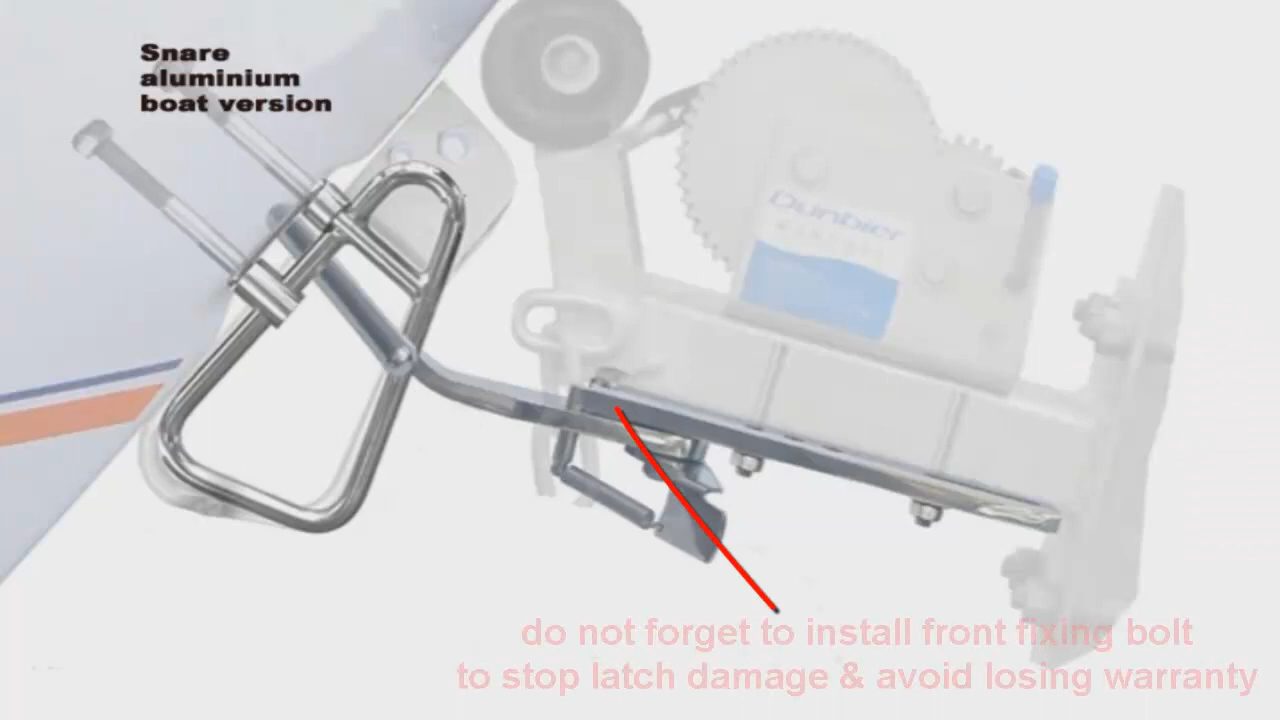 Snare
aluminium
boat version
Dunbier
do not forget to install front fixing bolt
to stop latch damage & avoid losing warranty